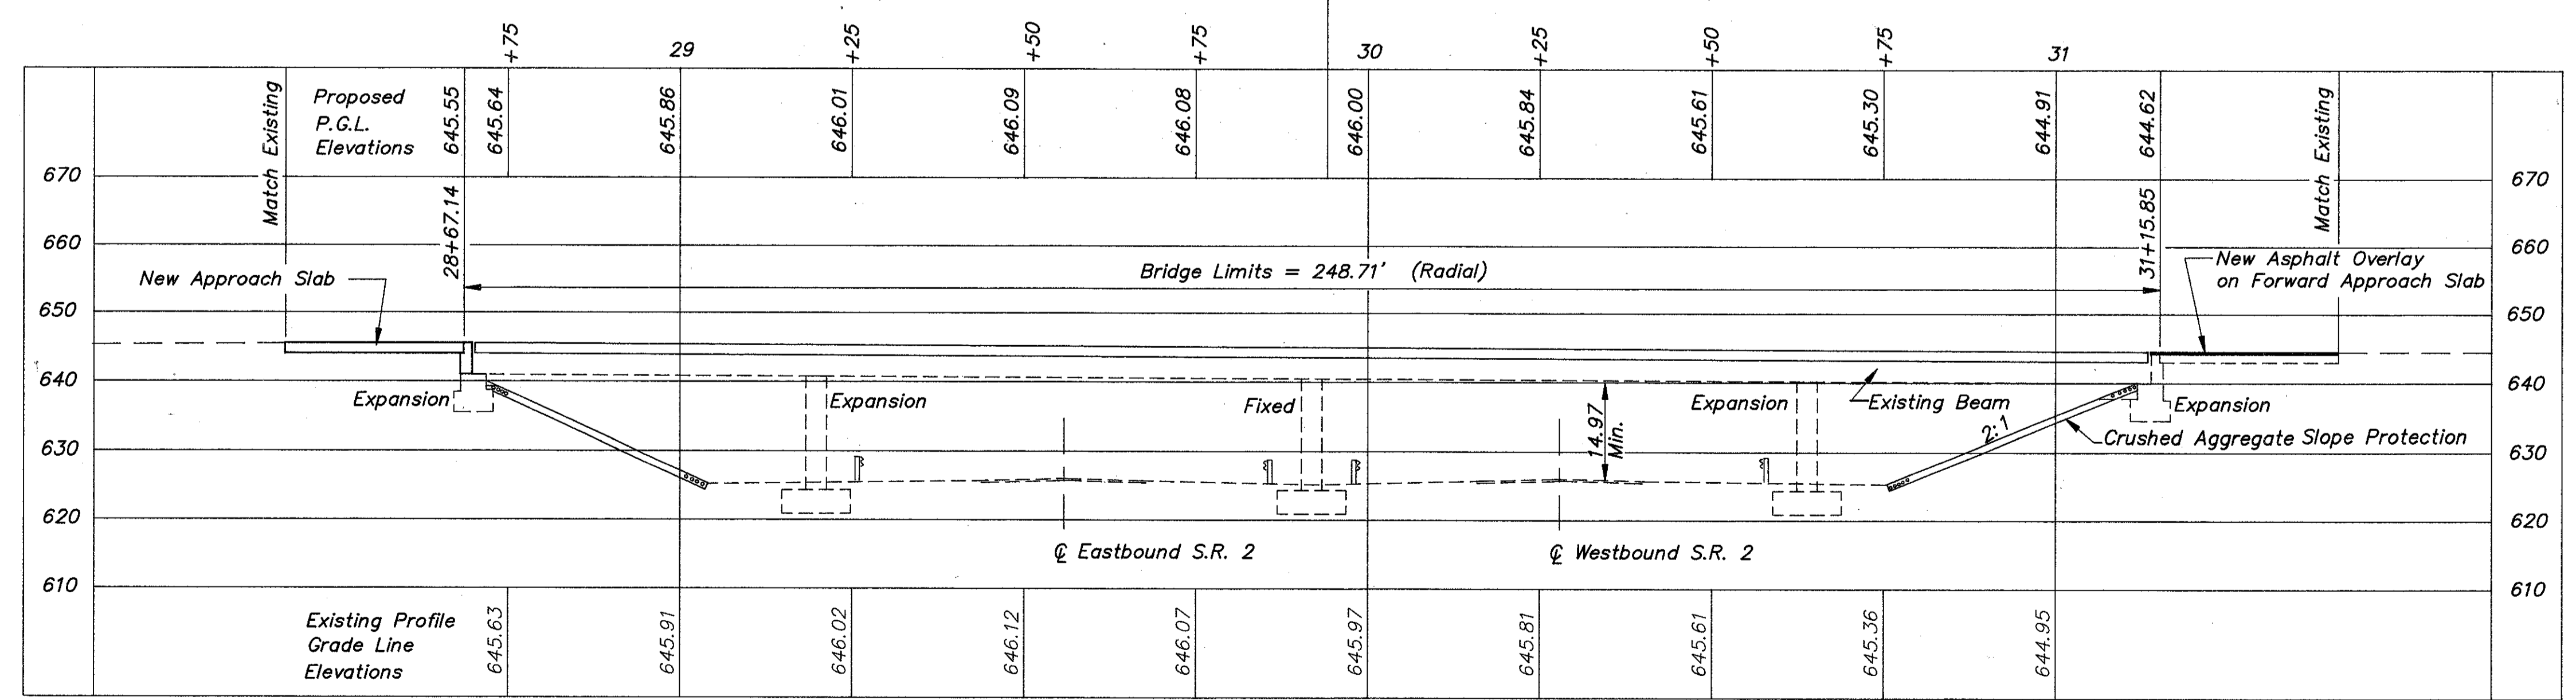 +75 29 +25 +50 +75 30 +25 +50 +75 31
Match Existing
Proposed
P.G.L.
Elevations
645.55 645.64 645.86 646.01 646.09 646.08 646.00 645.84 645.61 645.30 644.91 644.62
Match Existing
670 670
28+67.14 31+15.85
660 660
New Approach Slab
Bridge Limits = 248.71' (Radial)
New Asphalt Overlay
on Forward Approach Slab
650 650
640 640
Expansion Expansion Fixed Expansion Existing Beam Expansion
14.97
Min.
2:1
Crushed Aggregate Slope Protection
630 630
620 620
℄ Eastbound S.R. 2 ℄ Westbound S.R. 2
610 610
Existing Profile
Grade Line
Elevations
645.63 645.91 646.02 646.12 646.07 645.97 645.81 645.61 645.36 644.95